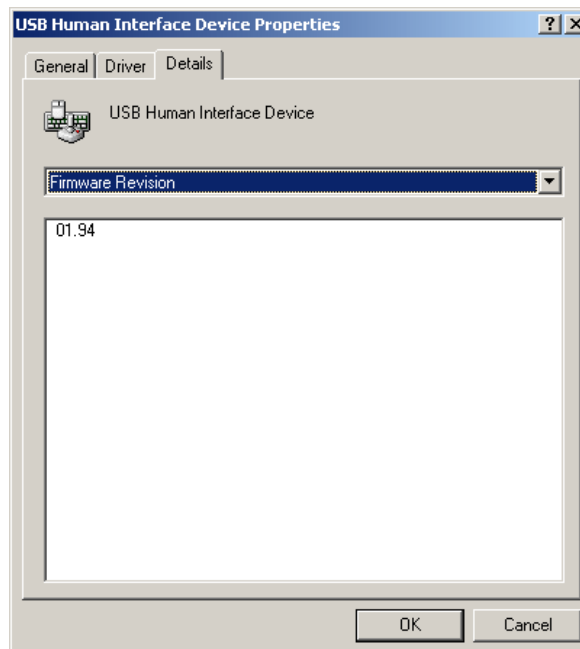 USB Human Interface Device Properties
General Driver Details
USB Human Interface Device
Firmware Revision
01.94
OK Cancel